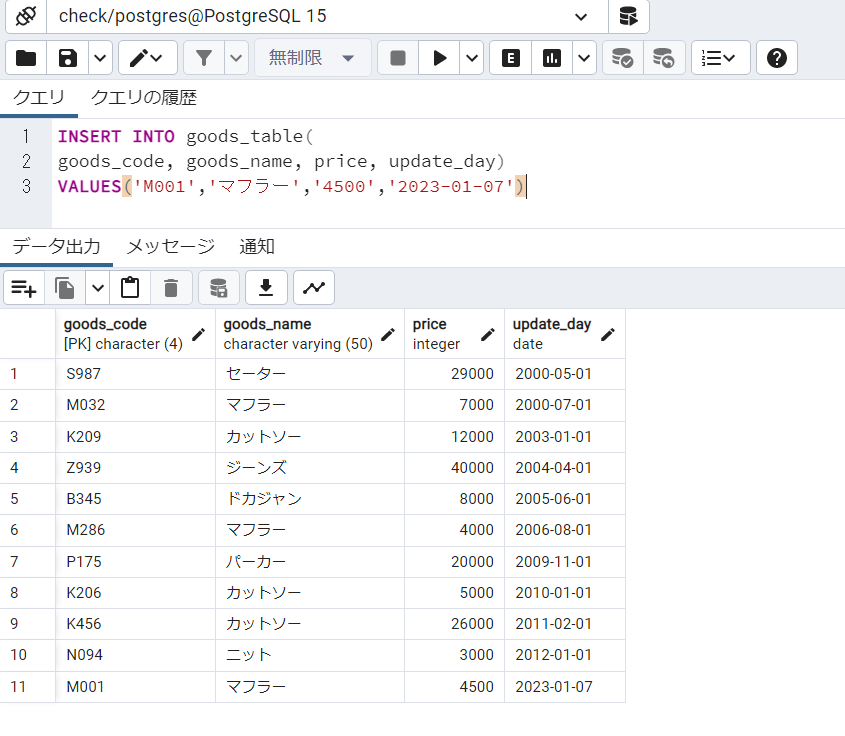 check/postgres@PostgreSQL 15
無制限
E
クエリ クエリの履歴
1 INSERT INTO goods_table(
2 goods_code, goods_name, price, update_day)
3 VALUES('M001','マフラー','4500','2023-01-07')
データ出力 メッセージ 通知
goods_code goods_name price update_day
[PK] character (4) character varying (50) integer date
1 S987 セーター 29000 2000-05-01
2 M032 マフラー 7000 2000-07-01
3 K209 カットソー 12000 2003-01-01
4 Z939 ジーンズ 40000 2004-04-01
5 B345 ドカジャン 8000 2005-06-01
6 M286 マフラー 4000 2006-08-01
7 P175 パーカー 20000 2009-11-01
8 K206 カットソー 5000 2010-01-01
9 K456 カットソー 26000 2011-02-01
10 N094 ニット 3000 2012-01-01
11 M001 マフラー 4500 2023-01-07